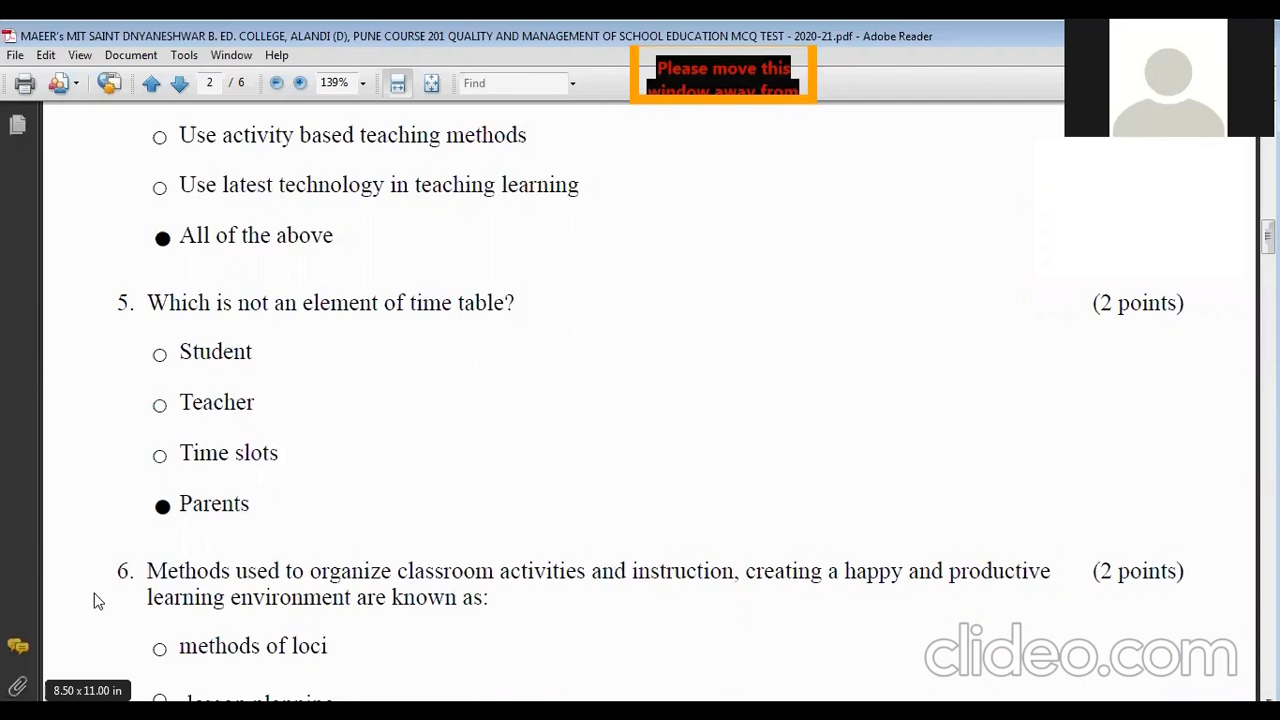 MAEER's MIT SAINT DNYANESHWAR B. ED. COLLEGE, ALANDI (D), PUNE COURSE 201 QUALITY AND MANAGEMENT OF SCHOOL EDUCATION MCQ TEST - 2020-21.pdf - Adobe Reader
File Edit View Document Tools Window Help
2 / 6 139% Find
Please move this
window away from
Use activity based teaching methods
Use latest technology in teaching learning
All of the above
5. Which is not an element of time table? (2 points)
Student
Teacher
Time slots
Parents
6. Methods used to organize classroom activities and instruction, creating a happy and productive (2 points)
learning environment are known as:
methods of loci
lesson planning
clideo.com
8.50 x 11.00 in